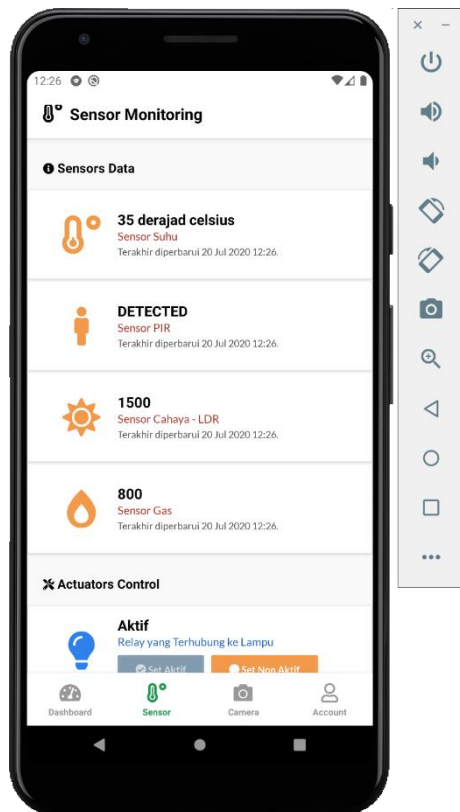 12:26
Sensor Monitoring
Sensors Data
35 derajad celsius
Sensor Suhu
Terakhir diperbarui 20 Jul 2020 12:26.
DETECTED
Sensor PIR
Terakhir diperbarui 20 Jul 2020 12:26.
1500
Sensor Cahaya - LDR
Terakhir diperbarui 20 Jul 2020 12:26.
800
Sensor Gas
Terakhir diperbarui 20 Jul 2020 12:26.
Actuators Control
Aktif
Relay yang Terhubung ke Lampu
Set Aktif Set Non Aktif
Dashboard Sensor Camera Account